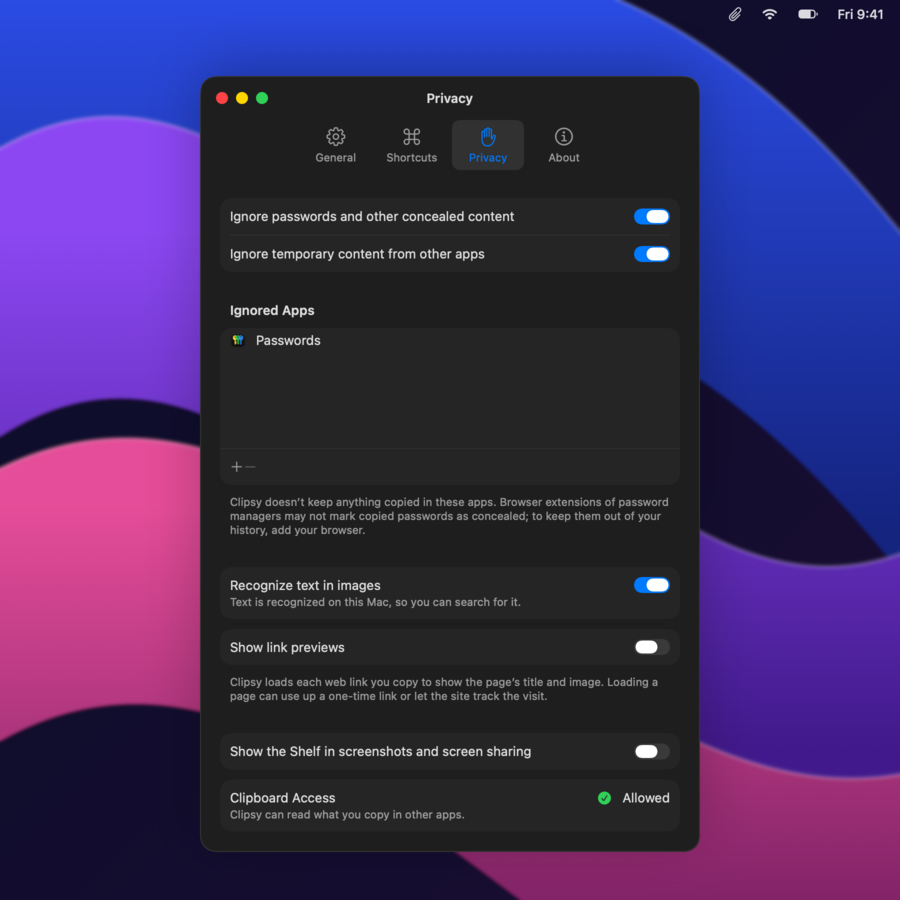 Fri 9:41
Privacy
General
Shortcuts
Privacy
About
Ignore passwords and other concealed content
Ignore temporary content from other apps
Ignored Apps
Passwords
Clipsy doesn’t keep anything copied in these apps. Browser extensions of password
managers may not mark copied passwords as concealed; to keep them out of your
history, add your browser.
Recognize text in images
Text is recognized on this Mac, so you can search for it.
Show link previews
Clipsy loads each web link you copy to show the page’s title and image. Loading a
page can use up a one-time link or let the site track the visit.
Show the Shelf in screenshots and screen sharing
Clipboard Access
Allowed
Clipsy can read what you copy in other apps.